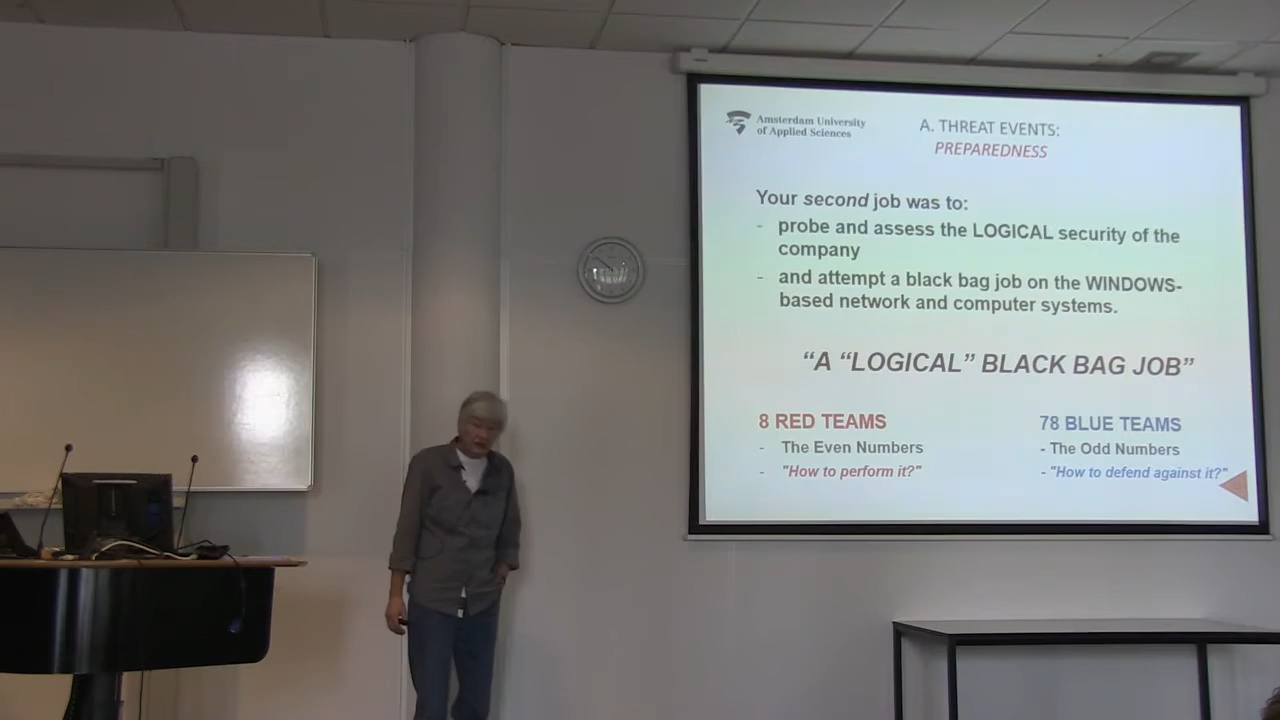 Amsterdam University
of Applied Sciences
A. THREAT EVENTS:
PREPAREDNESS
Your second job was to:
- probe and assess the LOGICAL security of the
company
- and attempt a black bag job on the WINDOWS-
based network and computer systems.
"A "LOGICAL" BLACK BAG JOB"
8 RED TEAMS
- The Even Numbers
- "How to perform it?"
78 BLUE TEAMS
- The Odd Numbers
- "How to defend against it?"